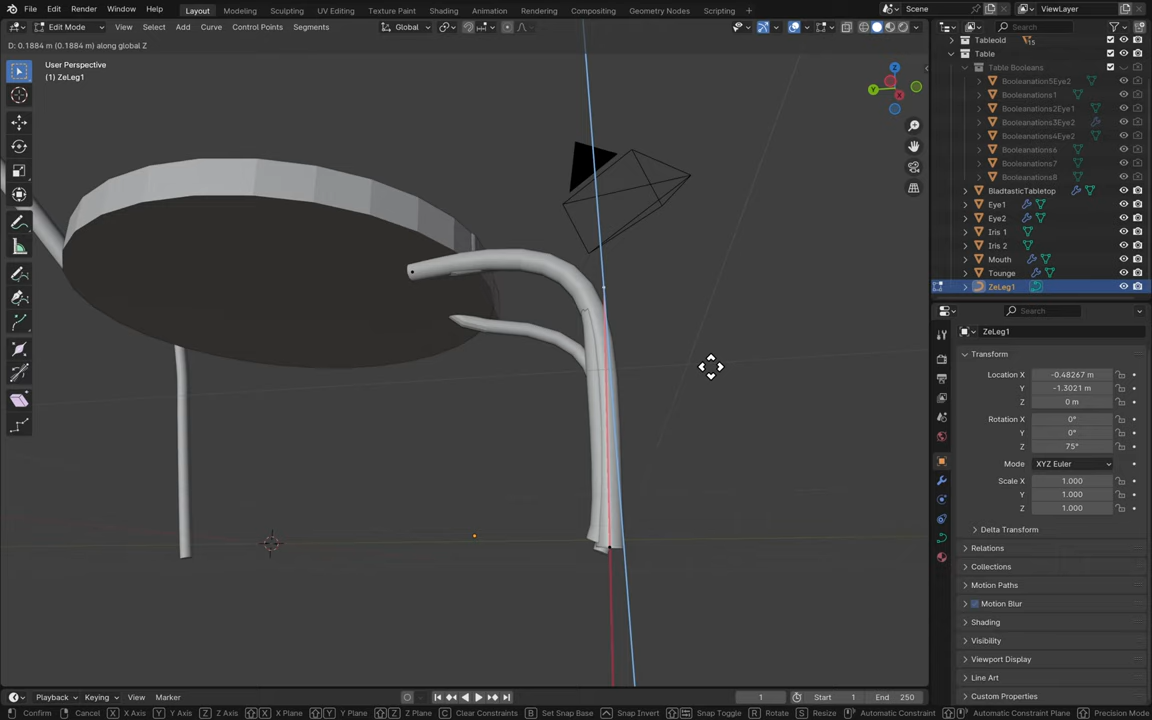 File Edit Render Window Help Layout Modeling Sculpting UV Editing Texture Paint Shading Animation Rendering Compositing Geometry Nodes Scripting Scene ViewLayer
Edit Mode View Select Add Curve Control Points Segments Global Search
D: 0.1884 m (0.1884 m) along global Z
User Perspective
(1) ZeLeg1
Z
Y
X
Tableold 15
Table
Table Booleans
Booleanation5Eye2
Booleanations1
Booleanations2Eye1
Booleanations3Eye2
Booleanations4Eye2
Booleanations6
Booleanations7
Booleanations8
BladtasticTabletop
Eye1
Eye2
Iris 1
Iris 2
Mouth
Tounge
ZeLeg1
Search
ZeLeg1
Transform
Location X -0.48267 m
Y -1.3021 m
Z 0 m
Rotation X 0°
Y 0°
Z 75°
Mode XYZ Euler
Scale X 1.000
Y 1.000
Z 1.000
Delta Transform
Relations
Collections
Motion Paths
Motion Blur
Shading
Visibility
Viewport Display
Line Art
Custom Properties
Playback Keying View Marker 1 Start 1 End 250
Confirm Cancel X X Axis Y Y Axis Z Z Axis X X Plane Y Y Plane Z Z Plane C Clear Constraints B Set Snap Base Snap Invert Snap Toggle R Rotate S Resize Automatic Constraint Automatic Constraint Plane Precision Mode